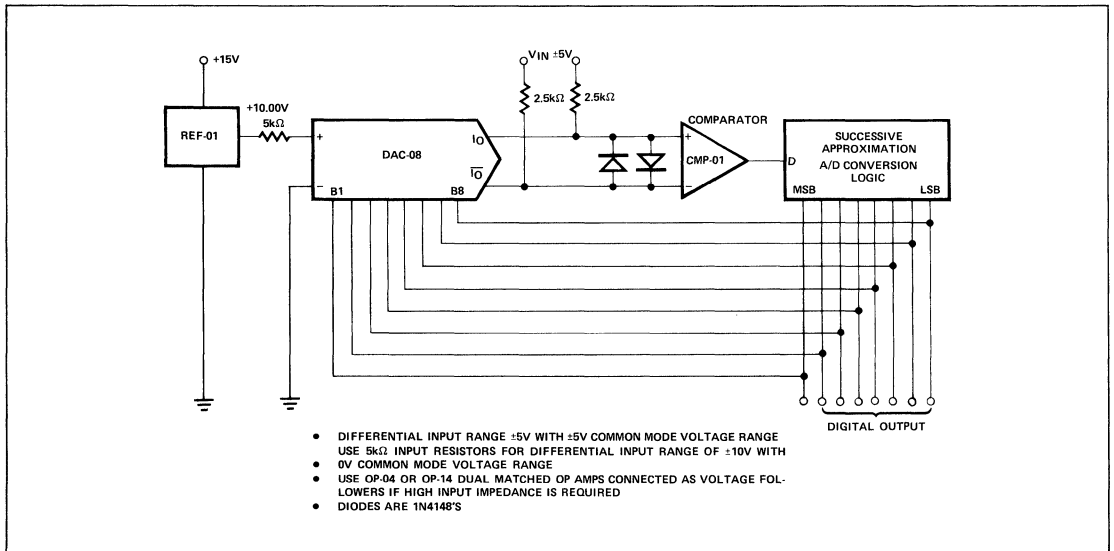 +15V
VIN ±5V
+10.00V
5kΩ
2.5kΩ
2.5kΩ
REF-01
+
−
DAC-08
IO
IO
B1
B8
COMPARATOR
+
−
CMP-01
D
SUCCESSIVE
APPROXIMATION
A/D CONVERSION
LOGIC
MSB
LSB
DIGITAL OUTPUT
● DIFFERENTIAL INPUT RANGE ±5V WITH ±5V COMMON MODE VOLTAGE RANGE
USE 5kΩ INPUT RESISTORS FOR DIFFERENTIAL INPUT RANGE OF ±10V WITH
● 0V COMMON MODE VOLTAGE RANGE
● USE OP-04 OR OP-14 DUAL MATCHED OP AMPS CONNECTED AS VOLTAGE FOL-
LOWERS IF HIGH INPUT IMPEDANCE IS REQUIRED
● DIODES ARE 1N4148'S